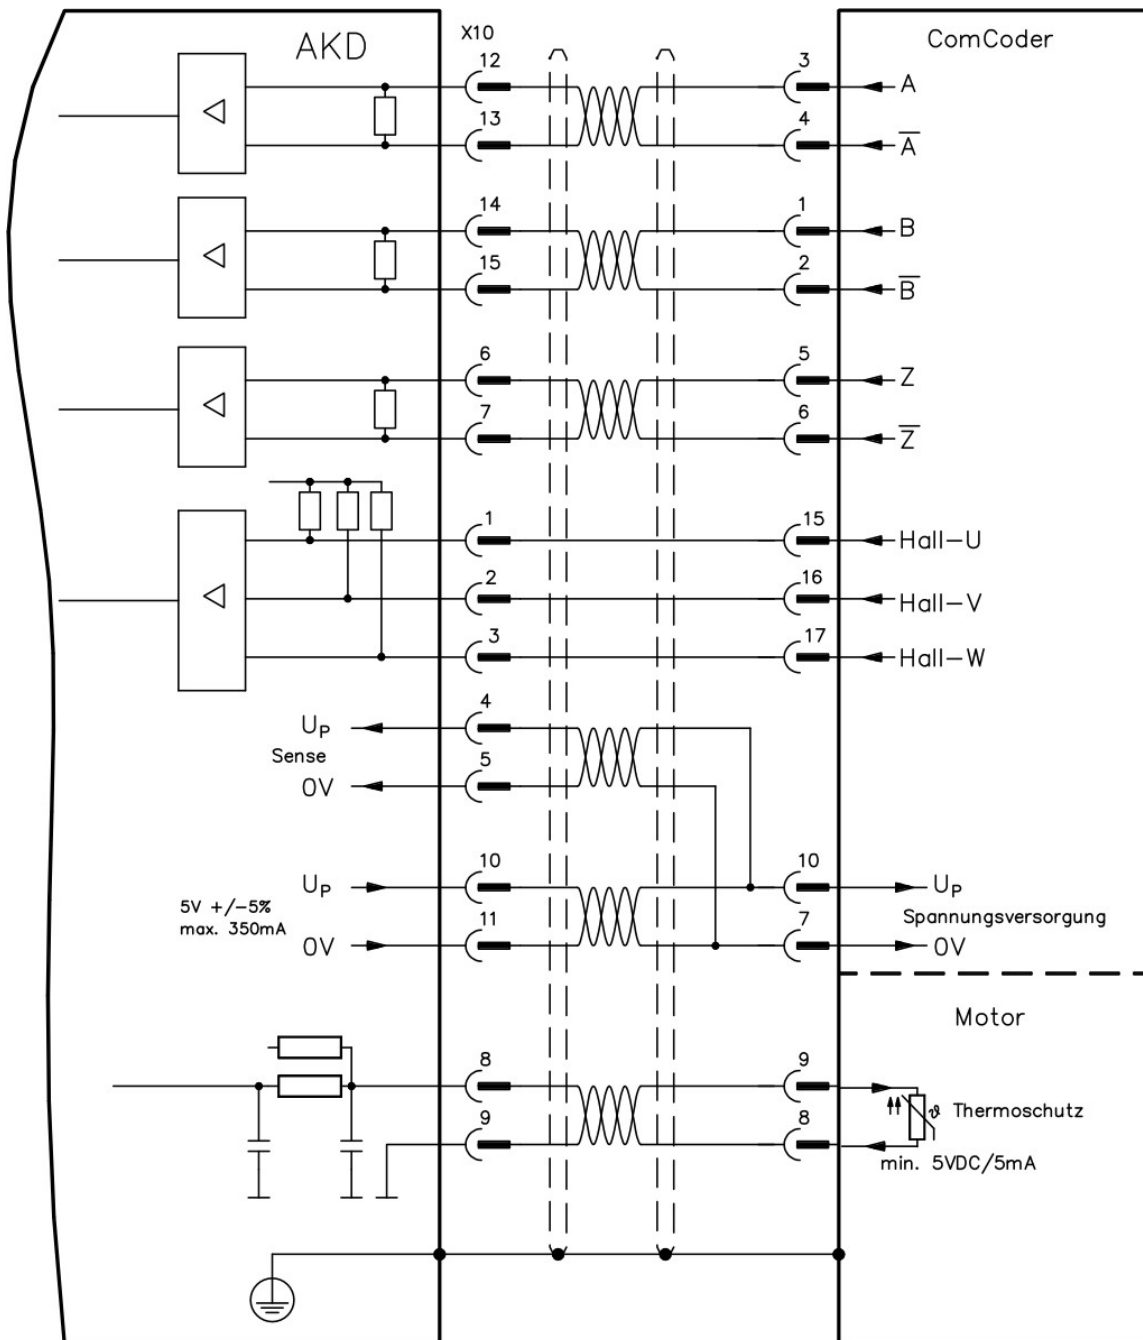 AKD
X10
ComCoder
12
3
A
13
4
A̅
14
1
B
15
2
B̅
6
5
Z
7
6
Z̅
1
15
Hall-U
2
16
Hall-V
3
17
Hall-W
4
UP
Sense
5
0V
10
10
UP
UP
5V +/-5%
max. 350mA
Spannungsversorgung
11
7
0V
0V
Motor
8
9
ϑ Thermoschutz
9
8
min. 5VDC/5mA